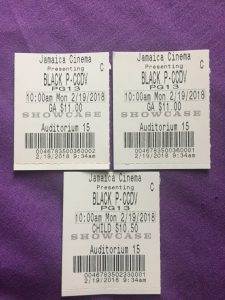 Jamaica Cinema
C
Presenting
BLACK P-CCDV
PG13
10:00am Mon 2/19/2018
GA $11.00
SHOWCASE
Auditorium 15
0046783500360002
2/19/2018 9:34am
Jamaica Cinema
C
Presenting
BLACK P-CCDV
PG13
10:00am Mon 2/19/2018
GA $11.00
SHOWCASE
Auditorium 15
0046783500360001
2/19/2018 9:34am
Jamaica Cinema
C
Presenting
BLACK P-CCDV
PG13
10:00am Mon 2/19/2018
CHILD $10.50
SHOWCASE
Auditorium 15
0046783502330001
2/19/2018 9:34am